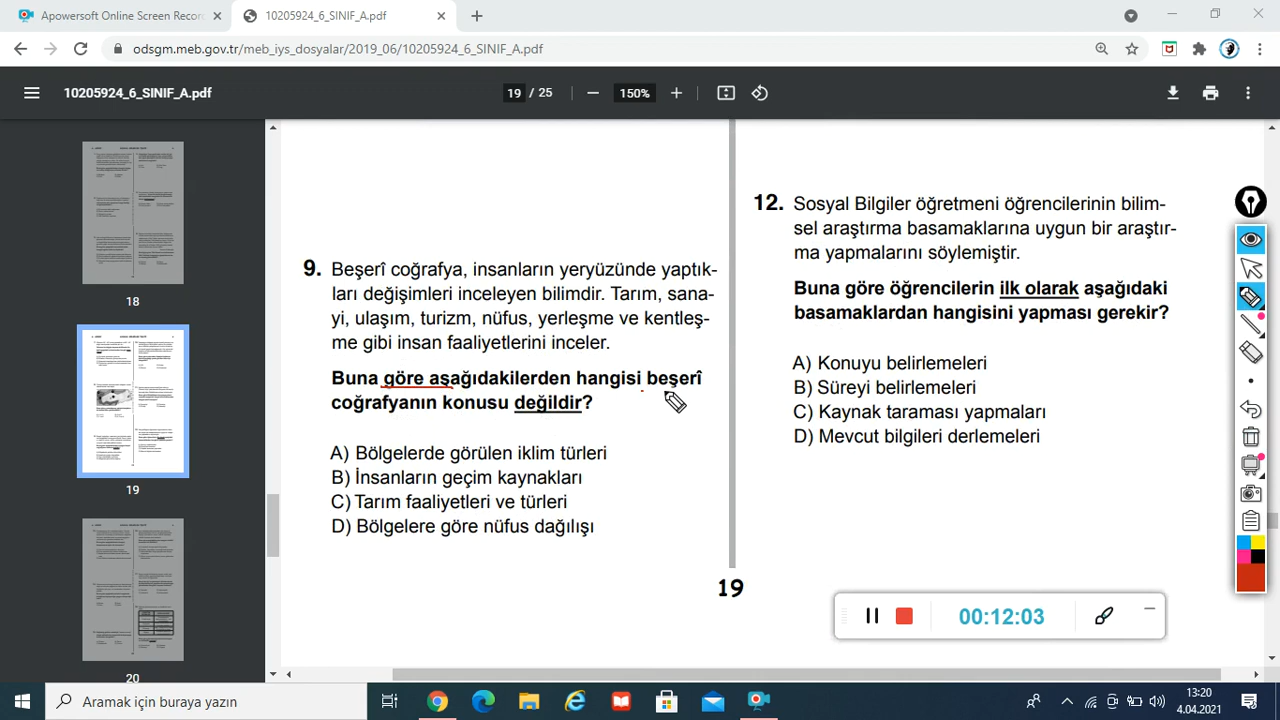 Apowersoft Online Screen Recor
10205924_6_SINIF_A.pdf
odsgm.meb.gov.tr/meb_iys_dosyalar/2019_06/10205924_6_SINIF_A.pdf
10205924_6_SINIF_A.pdf
19 / 25
150%
18
19
20
9. Beşerî coğrafya, insanların yeryüzünde yaptık-
ları değişimleri inceleyen bilimdir. Tarım, sana-
yi, ulaşım, turizm, nüfus, yerleşme ve kentleş-
me gibi insan faaliyetlerini inceler.
Buna göre aşağıdakilerden hangisi beşerî
coğrafyanın konusu değildir?
A) Bölgelerde görülen iklim türleri
B) İnsanların geçim kaynakları
C) Tarım faaliyetleri ve türleri
D) Bölgelere göre nüfus dağılışı
12. Sosyal Bilgiler öğretmeni öğrencilerinin bilim-
sel araştırma basamaklarına uygun bir araştır-
ma yapmalarını söylemiştir.
Buna göre öğrencilerin ilk olarak aşağıdaki
basamaklardan hangisini yapması gerekir?
A) Konuyu belirlemeleri
B) Süreyi belirlemeleri
C) Kaynak taraması yapmaları
D) Mevcut bilgileri derlemeleri
19
00:12:03
Aramak için buraya yazın
13:20
4.04.2021